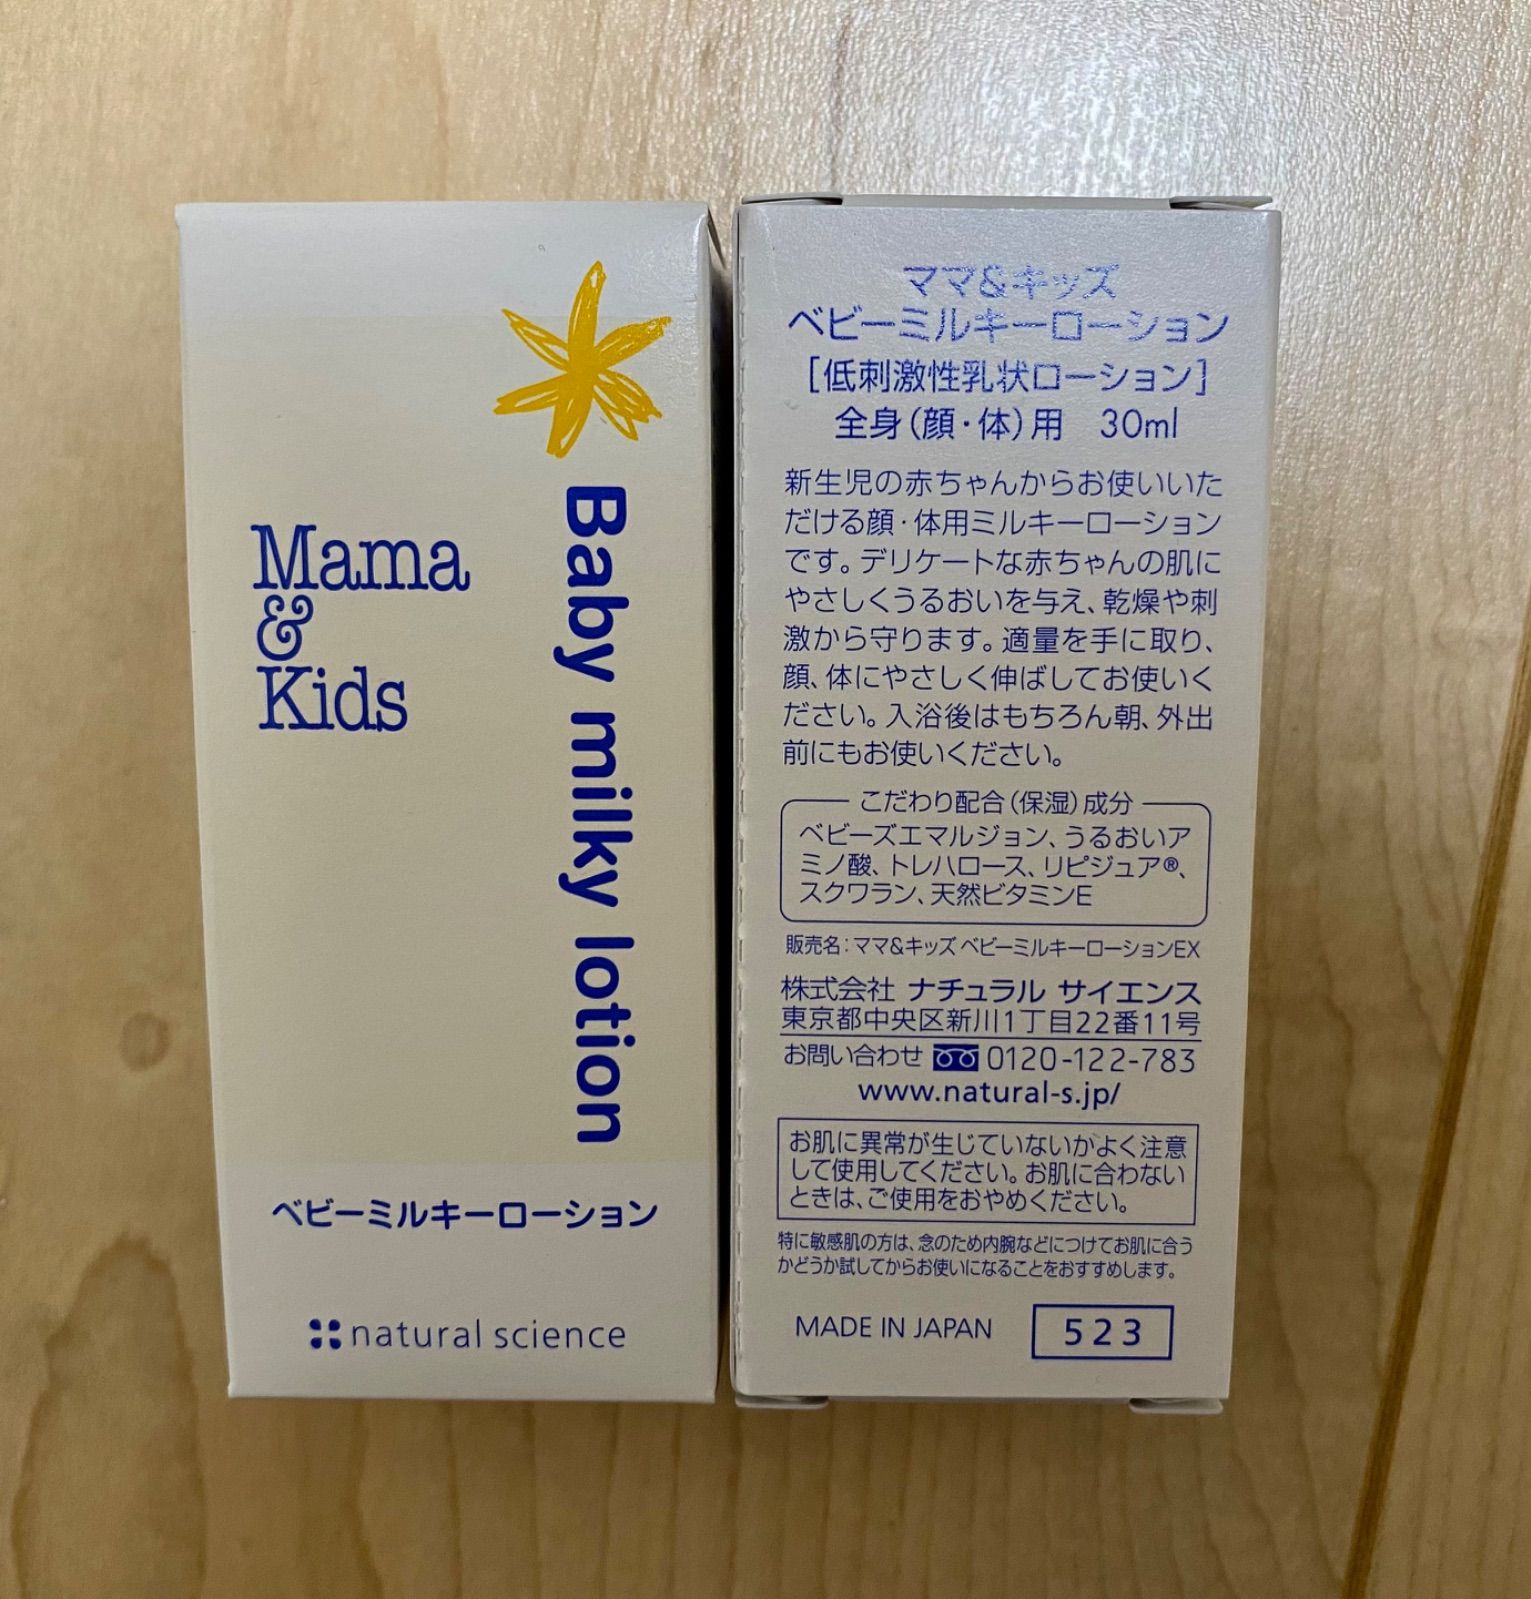 Mama
&
Kids
Baby milky lotion
ベビーミルキーローション
natural science
ママ&キッズ
ベビーミルキーローション
[低刺激性乳状ローション]
全身(顔・体)用 30ml
新生児の赤ちゃんからお使いいた
だける顔・体用ミルキーローション
です。デリケートな赤ちゃんの肌に
やさしくうるおいを与え、乾燥や刺
激から守ります。適量を手に取り、
顔、体にやさしく伸ばしてお使いく
ださい。入浴後はもちろん朝、外出
前にもお使いください。
こだわり配合(保湿)成分
ベビーズエマルジョン、うるおいア
ミノ酸、トレハロース、リピジュア®、
スクワラン、天然ビタミンE
販売名:ママ&キッズ ベビーミルキーローションEX
株式会社 ナチュラル サイエンス
東京都中央区新川1丁目22番11号
お問い合わせ 0120-122-783
www.natural-s.jp/
お肌に異常が生じていないかよく注意
して使用してください。お肌に合わない
ときは、ご使用をおやめください。
特に敏感肌の方は、念のため内腕などにつけてお肌に合う
かどうか試してからお使いになることをおすすめします。
MADE IN JAPAN 523